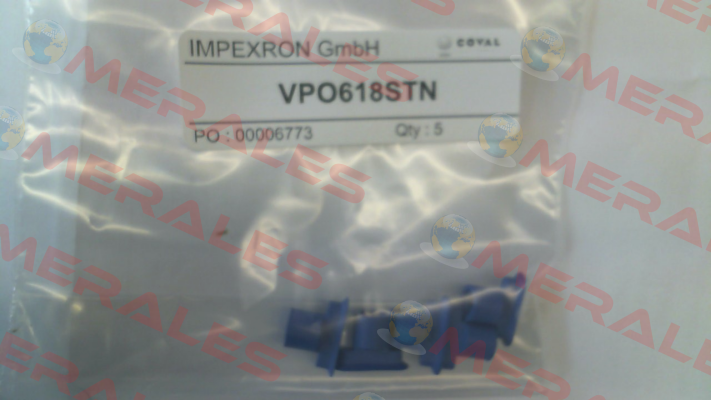 IMPEXRON GmbH COVAL
VPO618STN
PO : 00006773 Qty : 5
MERALES
MERALES
MERALES
MERALES
MERALES
MERALES